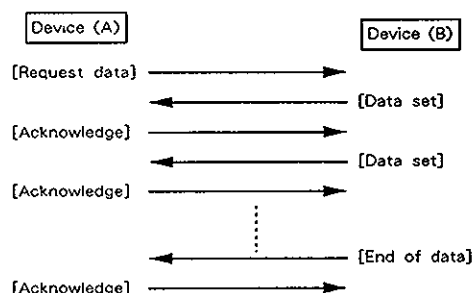 Device (A)
Device (B)
[Request data]
[Data set]
[Acknowledge]
[Data set]
[Acknowledge]
[End of data]
[Acknowledge]